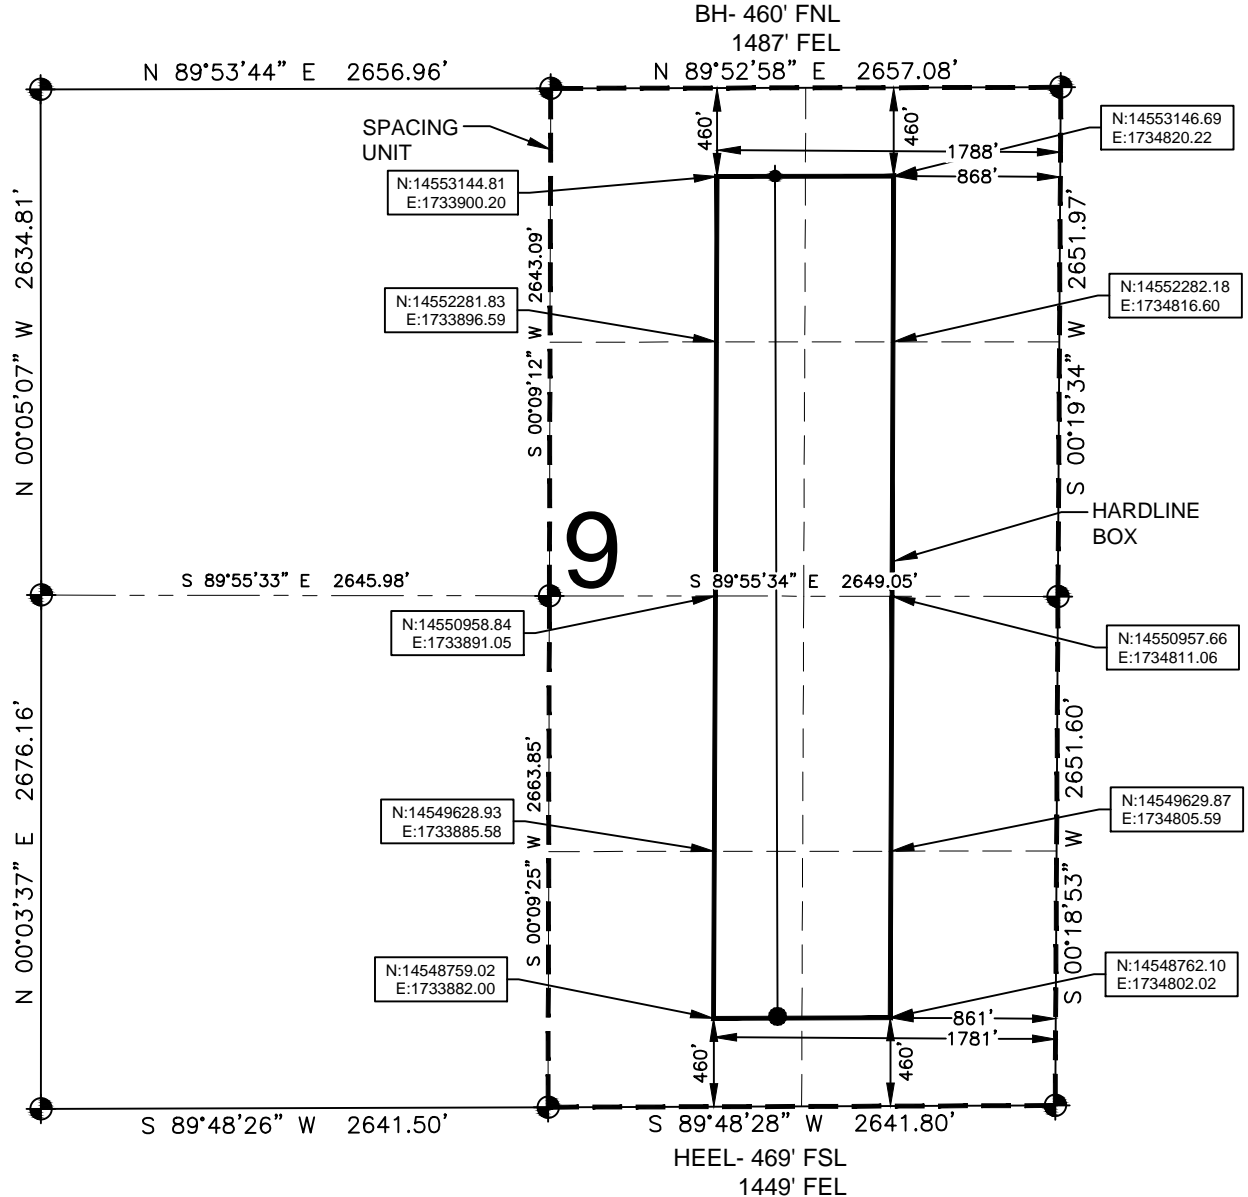 BH- 460' FNL
1487' FEL
N 89°53'44" E 2656.96'
N 89°52'58" E 2657.08'
SPACING
UNIT
460'
460'
N:14553146.69
E:1734820.22
1788'
868'
N:14553144.81
E:1733900.20
N 00°05'07" W 2634.81'
S 00°09'12" W 2643.09'
S 00°19'34" W 2651.97'
N:14552281.83
E:1733896.59
N:14552282.18
E:1734816.60
9
HARDLINE
BOX
S 89°55'33" E 2645.98'
S 89°55'34" E 2649.05'
N:14550958.84
E:1733891.05
N:14550957.66
E:1734811.06
N 00°03'37" E 2676.16'
S 00°09'25" W 2663.85'
S 00°18'53" W 2651.60'
N:14549628.93
E:1733885.58
N:14549629.87
E:1734805.59
N:14548759.02
E:1733882.00
N:14548762.10
E:1734802.02
861'
1781'
460'
460'
S 89°48'26" W 2641.50'
S 89°48'28" W 2641.80'
HEEL- 469' FSL
1449' FEL